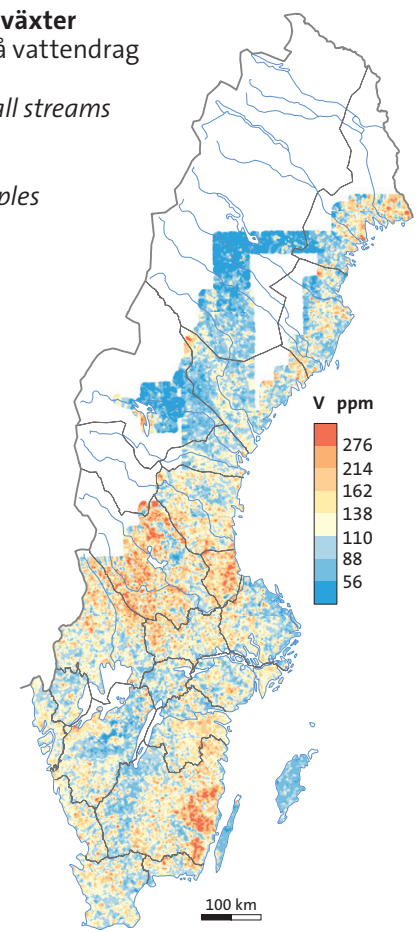 växter
å vattendrag
all streams
ples
V ppm
276
214
162
138
110
88
56
100 km